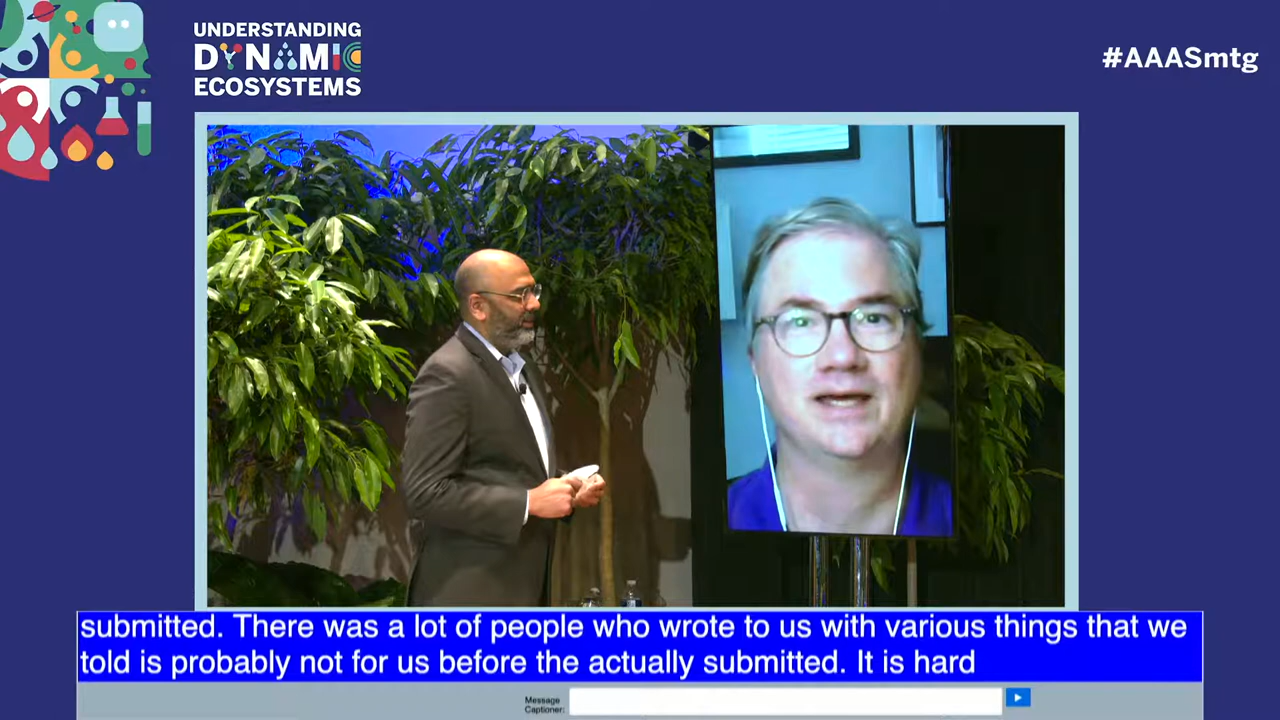 UNDERSTANDING
DYNAMIC
ECOSYSTEMS
#AAASmtg
submitted. There was a lot of people who wrote to us with various things that we
told is probably not for us before the actually submitted. It is hard
Message
Captioner: